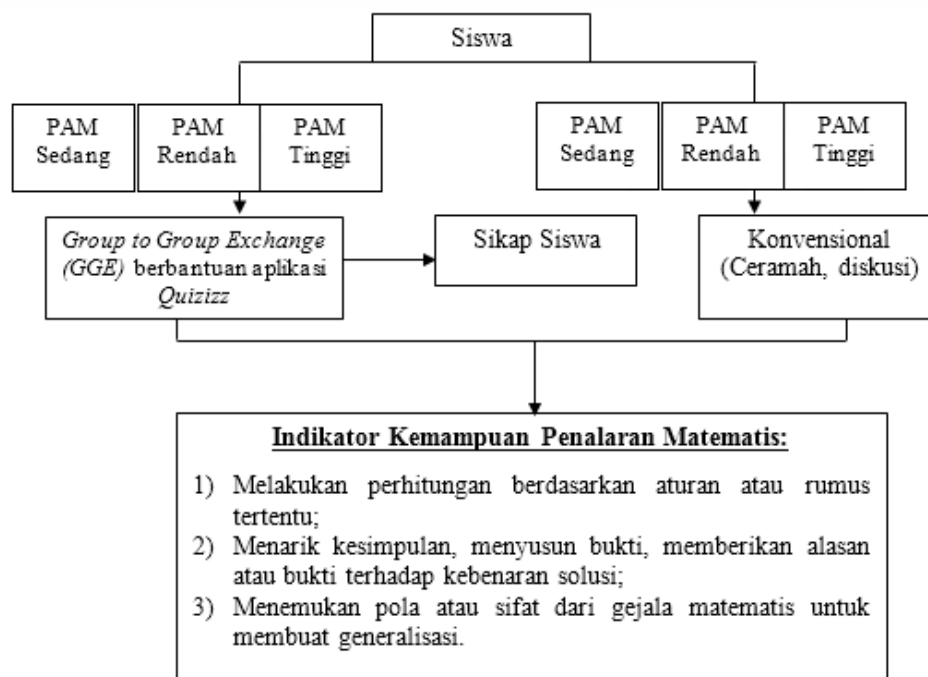 Siswa
PAM
Sedang
PAM
Rendah
PAM
Tinggi
PAM
Sedang
PAM
Rendah
PAM
Tinggi
Group to Group Exchange
(GGE) berbantuan aplikasi
Quizizz
Sikap Siswa
Konvensional
(Ceramah, diskusi)
Indikator Kemampuan Penalaran Matematis:
1) Melakukan perhitungan berdasarkan aturan atau rumus
tertentu;
2) Menarik kesimpulan, menyusun bukti, memberikan alasan
atau bukti terhadap kebenaran solusi;
3) Menemukan pola atau sifat dari gejala matematis untuk
membuat generalisasi.